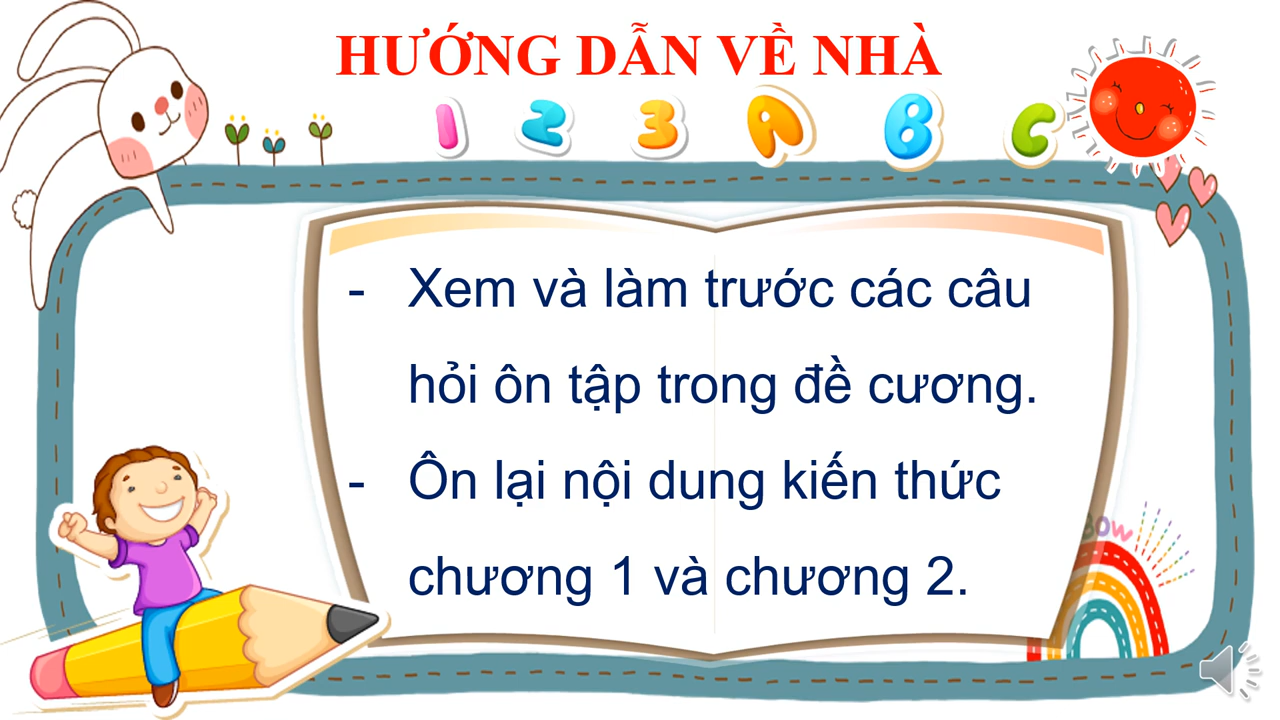 HƯỚNG DẪN VỀ NHÀ
1 2 3 A B C
- Xem và làm trước các câu
hỏi ôn tập trong đề cương.
- Ôn lại nội dung kiến thức
chương 1 và chương 2.
BOW